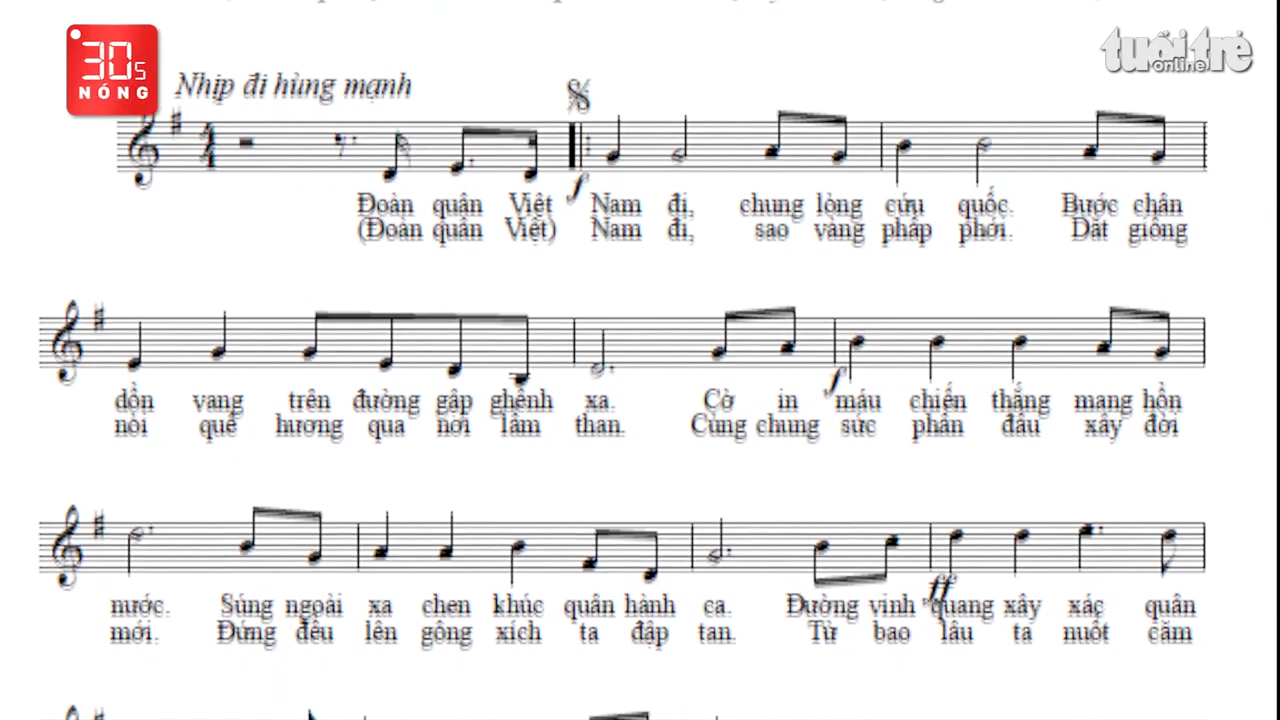 30s
NÓNG
tuổi trẻ
online
Nhịp đi hùng mạnh
Đoàn quân Việt Nam đi, chung lòng cứu quốc. Bước chân
(Đoàn quân Việt) Nam đi, sao vàng phấp phới. Dắt giống
dồn vang trên đường gập ghềnh xa. Cờ in máu chiến thắng mang hồn
nòi quê hương qua nơi lầm than. Cùng chung sức phấn đấu xây đời
nước. Súng ngoài xa chen khúc quân hành ca. Đường vinh quang xây xác quân
mới. Đứng đều lên gông xích ta đập tan. Từ bao lâu ta nuốt căm